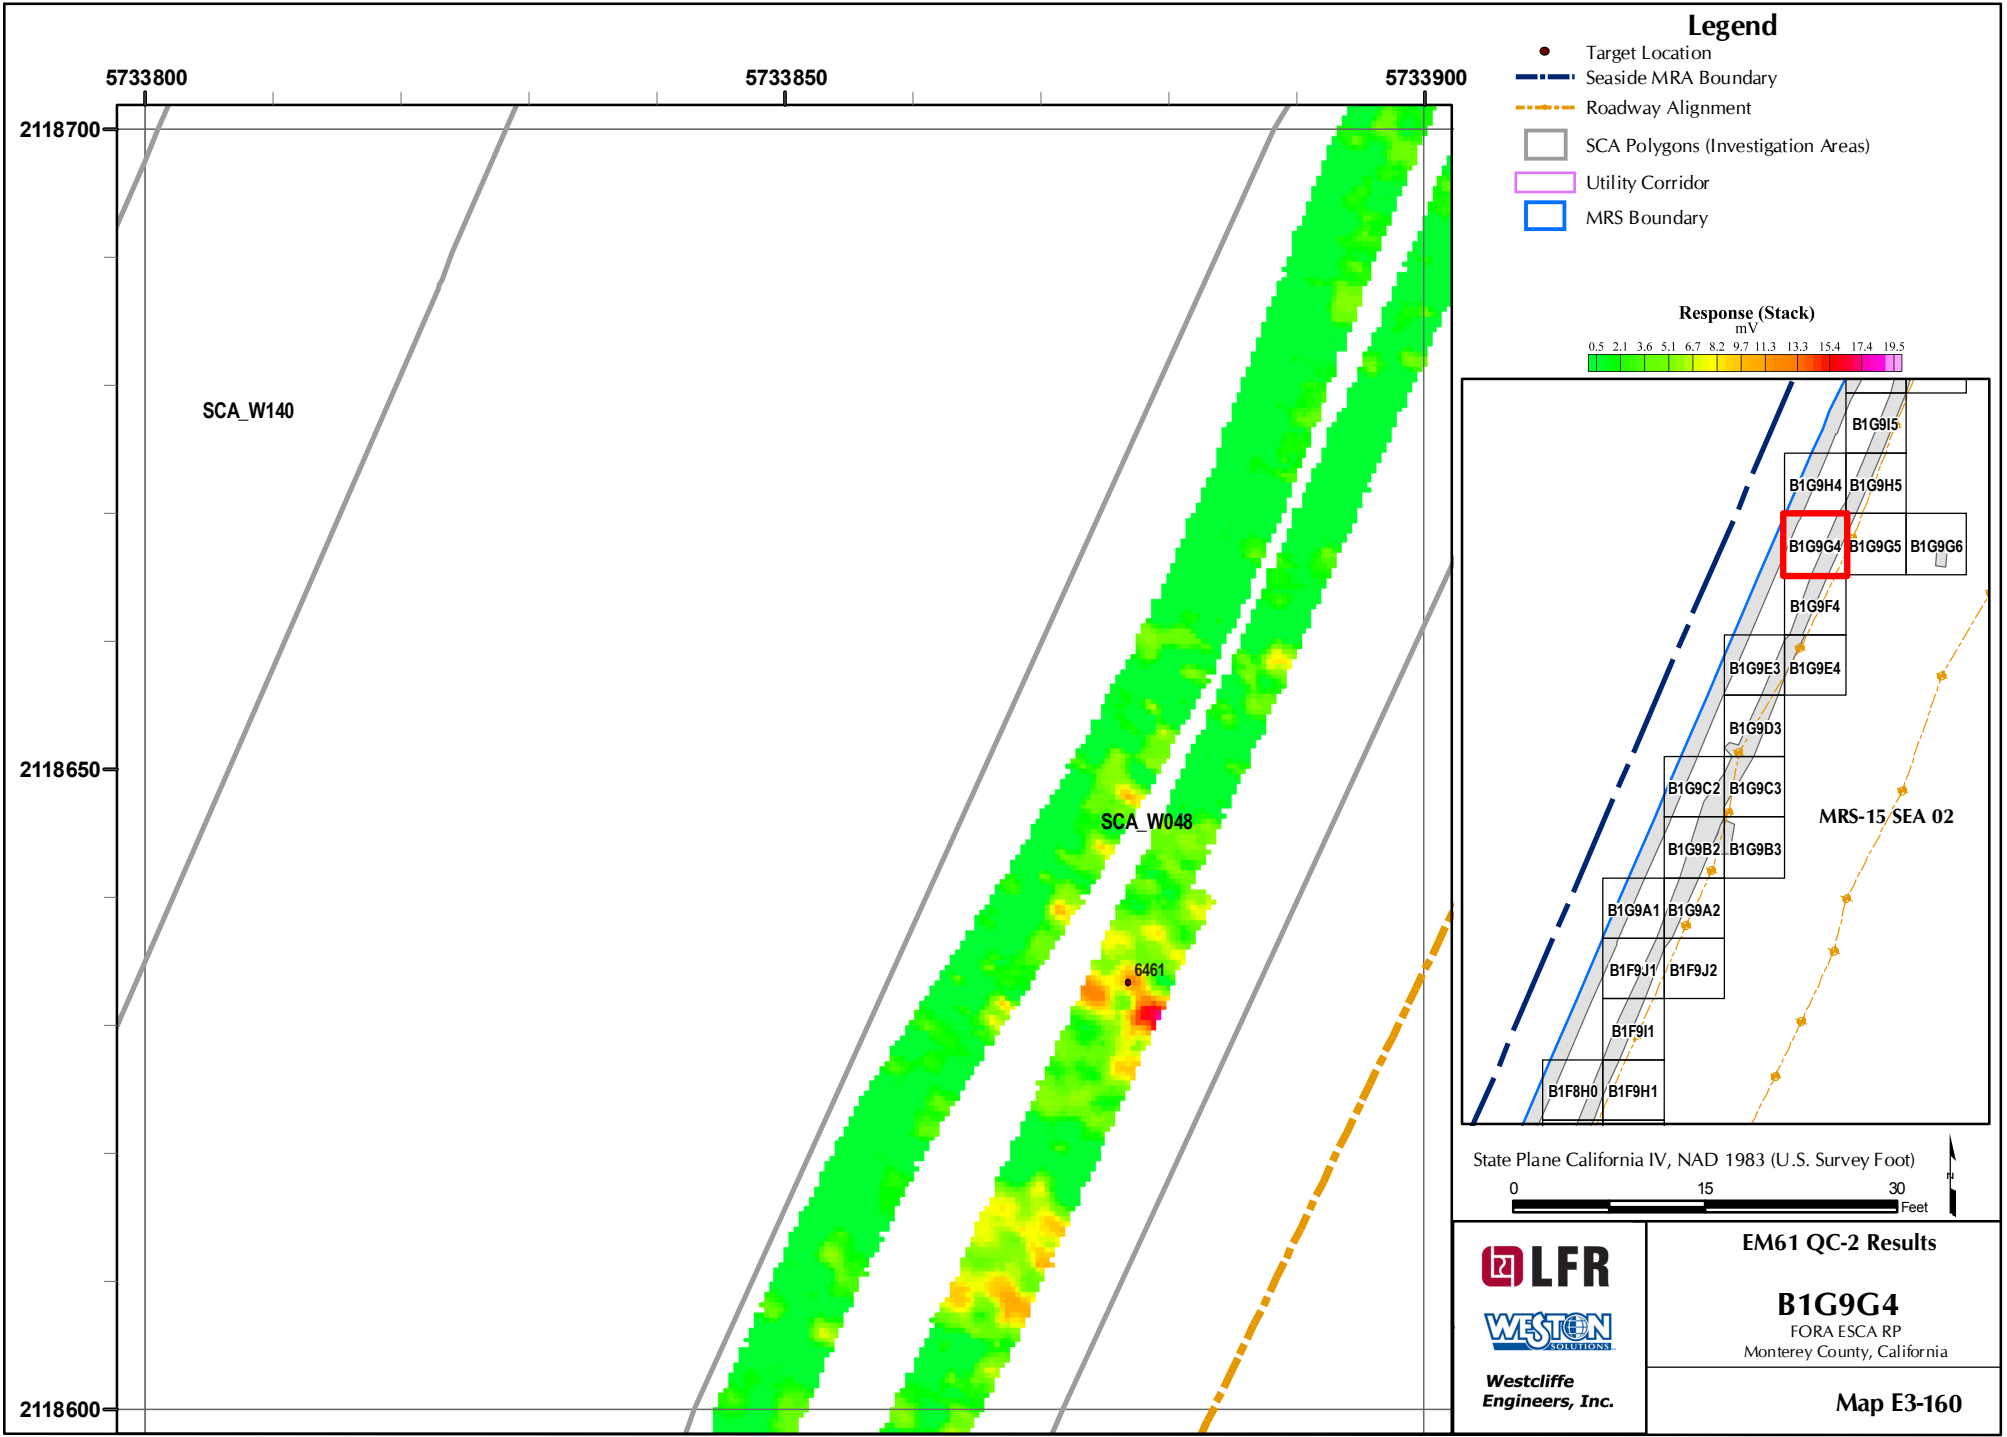 Legend
Target Location
Seaside MRA Boundary
Roadway Alignment
SCA Polygons (Investigation Areas)
Utility Corridor
MRS Boundary
5733800
5733850
5733900
2118700
2118650
2118600
SCA_W140
SCA_W048
6461
Response (Stack)
mV
0.5 2.1 3.6 5.1 6.7 8.2 9.7 11.3 13.3 15.4 17.4 19.5
B1G9I5
B1G9H4 B1G9H5
B1G9G4 B1G9G5 B1G9G6
B1G9F4
B1G9E3 B1G9E4
B1G9D3
B1G9C2 B1G9C3
MRS-15 SEA 02
B1G9B2 B1G9B3
B1G9A1 B1G9A2
B1F9J1 B1F9J2
B1F9I1
B1F8H0 B1F9H1
State Plane California IV, NAD 1983 (U.S. Survey Foot)
0 15 30
Feet
N
LFR
WESTON
SOLUTIONS
Westcliffe
Engineers, Inc.
EM61 QC-2 Results
B1G9G4
FORA ESCA RP
Monterey County, California
Map E3-160